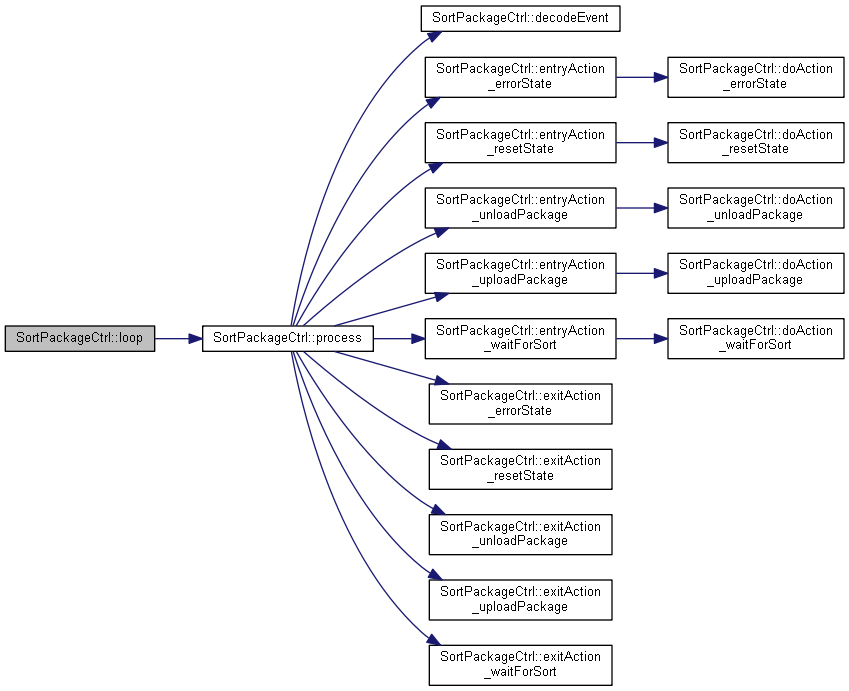 SortPackageCtrl::decodeEvent
SortPackageCtrl::entryAction
_errorState
SortPackageCtrl::doAction
_errorState
SortPackageCtrl::entryAction
_resetState
SortPackageCtrl::doAction
_resetState
SortPackageCtrl::entryAction
_unloadPackage
SortPackageCtrl::doAction
_unloadPackage
SortPackageCtrl::entryAction
_uploadPackage
SortPackageCtrl::doAction
_uploadPackage
SortPackageCtrl::loop
SortPackageCtrl::process
SortPackageCtrl::entryAction
_waitForSort
SortPackageCtrl::doAction
_waitForSort
SortPackageCtrl::exitAction
_errorState
SortPackageCtrl::exitAction
_resetState
SortPackageCtrl::exitAction
_unloadPackage
SortPackageCtrl::exitAction
_uploadPackage
SortPackageCtrl::exitAction
_waitForSort